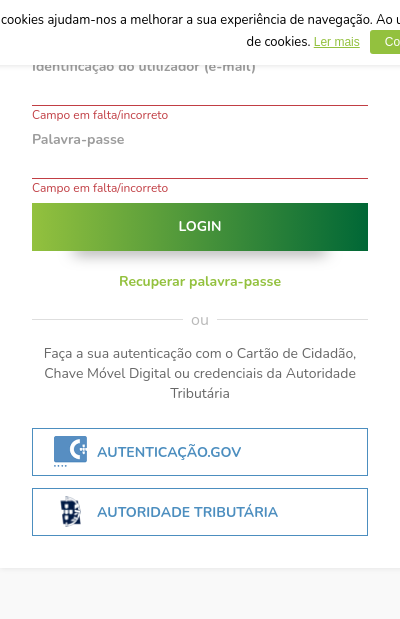 cookies ajudam-nos a melhorar a sua experiência de navegação. Ao
de cookies. Ler mais
Identificação do utilizador (e-mail)
Campo em falta/incorreto
Palavra-passe
Campo em falta/incorreto
LOGIN
Recuperar palavra-passe
ou
Faça a sua autenticação com o Cartão de Cidadão,
Chave Móvel Digital ou credenciais da Autoridade
Tributária
AUTENTICAÇÃO.GOV
AUTORIDADE TRIBUTÁRIA